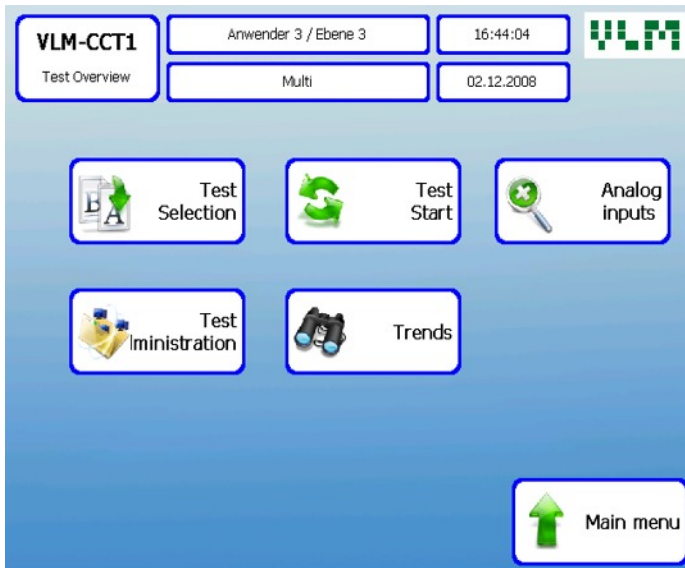 VLM-CCT1
Test Overview
Anwender 3 / Ebene 3
16:44:04
VLM
Multi
02.12.2008
Test
Selection
Test
Start
Analog
inputs
Test
ministration
Trends
Main menu
B
A